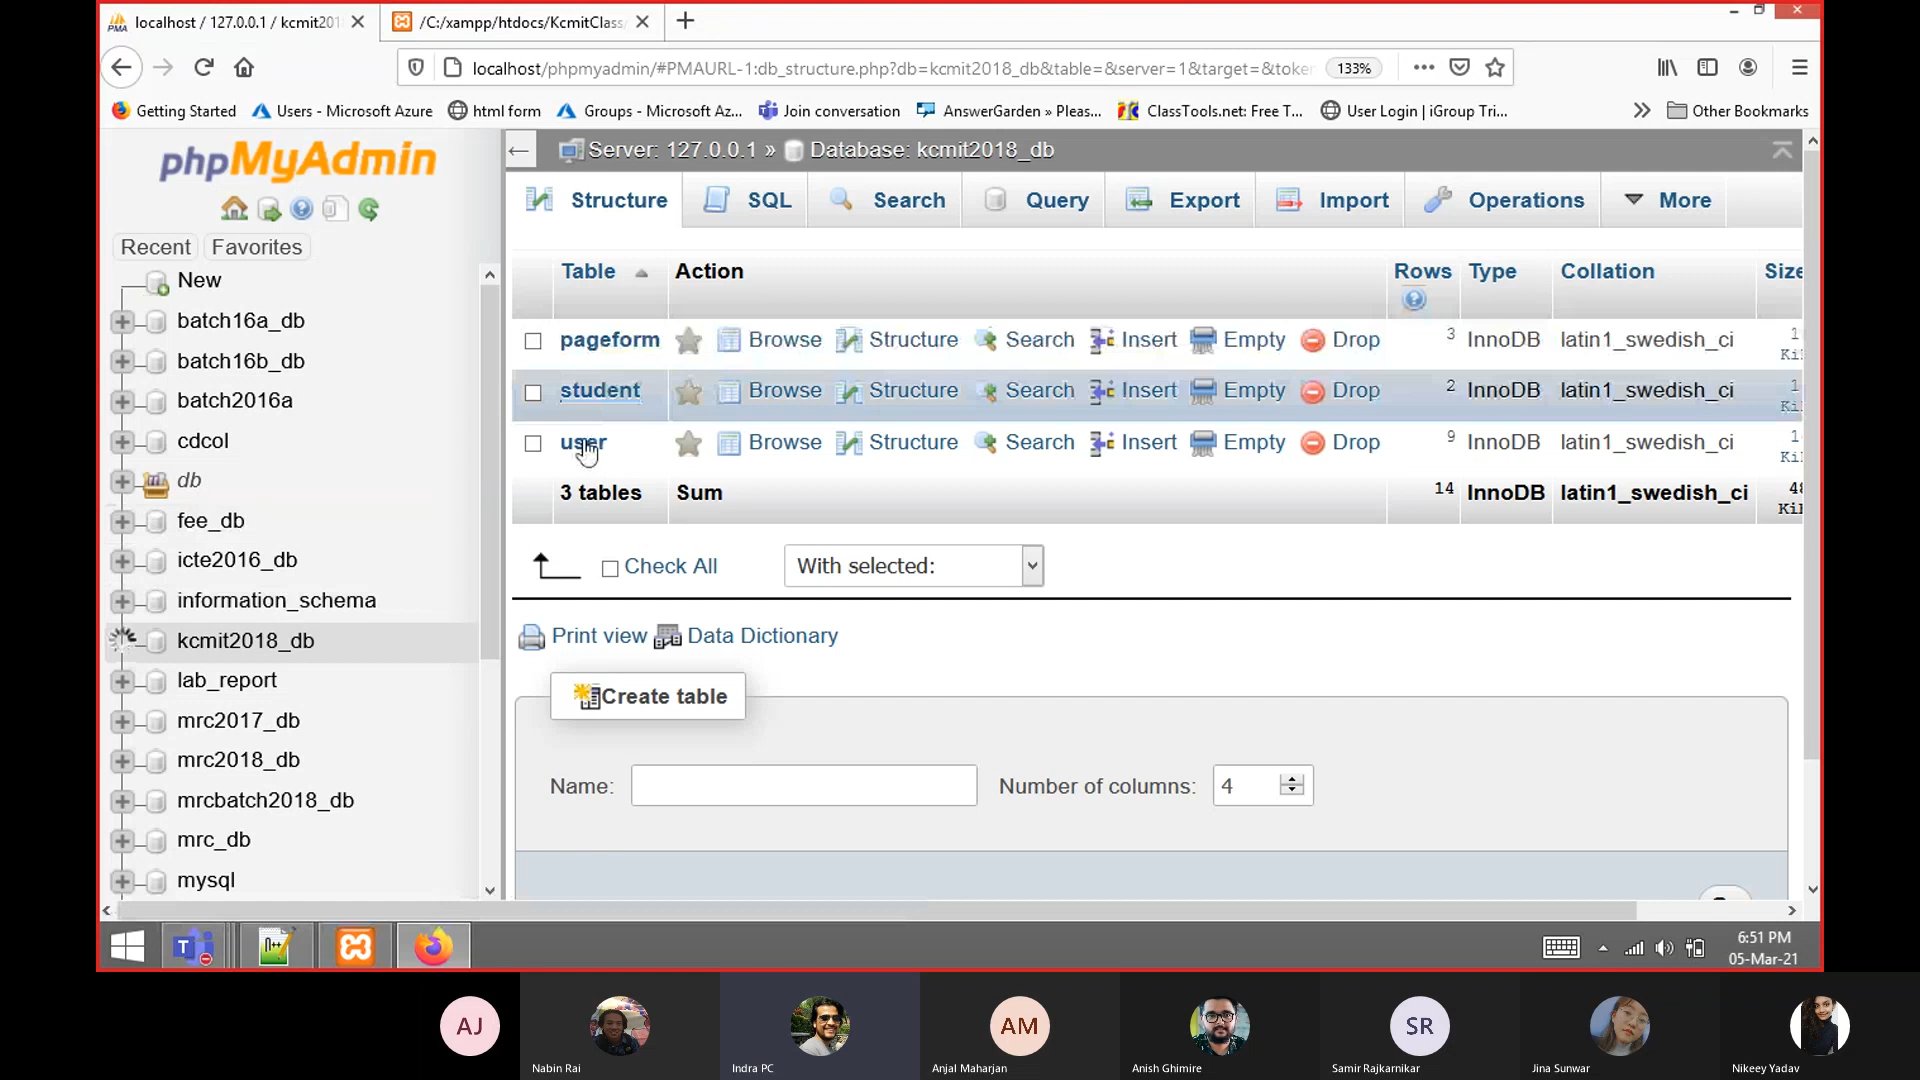 localhost / 127.0.0.1 / kcmit201
/C:/xampp/htdocs/KcmitClass/
localhost/phpmyadmin/#PMAURL-1:db_structure.php?db=kcmit2018_db&table=&server=1&target=&token
133%
Getting Started
Users - Microsoft Azure
html form
Groups - Microsoft Az...
Join conversation
AnswerGarden » Pleas...
ClassTools.net: Free T...
User Login | iGroup Tri...
Other Bookmarks
phpMyAdmin
Recent
Favorites
New
batch16a_db
batch16b_db
batch2016a
cdcol
db
fee_db
icte2016_db
information_schema
kcmit2018_db
lab_report
mrc2017_db
mrc2018_db
mrcbatch2018_db
mrc_db
mysql
Server: 127.0.0.1 » Database: kcmit2018_db
Structure SQL Search Query Export Import Operations More
Table Action Rows Type Collation Size
pageform Browse Structure Search Insert Empty Drop 3 InnoDB latin1_swedish_ci
student Browse Structure Search Insert Empty Drop 2 InnoDB latin1_swedish_ci
user Browse Structure Search Insert Empty Drop 9 InnoDB latin1_swedish_ci
3 tables Sum 14 InnoDB latin1_swedish_ci
Check All With selected:
Print view Data Dictionary
Create table
Name: Number of columns: 4
6:51 PM
05-Mar-21
AJ
Nabin Rai
Indra PC
AM
Anjal Maharjan
Anish Ghimire
SR
Samir Rajkarnikar
Jina Sunwar
Nikeey Yadav